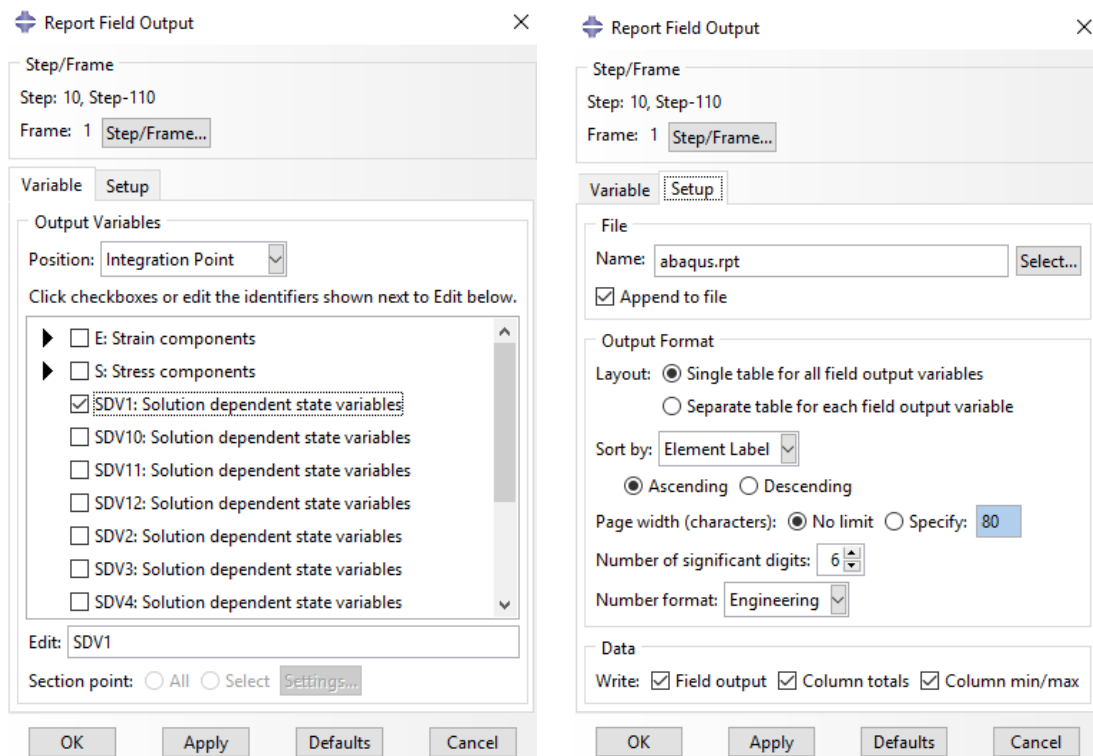 Report Field Output
Step/Frame
Step: 10, Step-110
Frame: 1 Step/Frame...
Variable Setup
Output Variables
Position: Integration Point
Click checkboxes or edit the identifiers shown next to Edit below.
E: Strain components
S: Stress components
SDV1: Solution dependent state variables
SDV10: Solution dependent state variables
SDV11: Solution dependent state variables
SDV12: Solution dependent state variables
SDV2: Solution dependent state variables
SDV3: Solution dependent state variables
SDV4: Solution dependent state variables
Edit: SDV1
Section point: All Select Settings...
OK Apply Defaults Cancel
Report Field Output
Step/Frame
Step: 10, Step-110
Frame: 1 Step/Frame...
Variable Setup
File
Name: abaqus.rpt Select...
Append to file
Output Format
Layout: Single table for all field output variables
Separate table for each field output variable
Sort by: Element Label
Ascending Descending
Page width (characters): No limit Specify: 80
Number of significant digits: 6
Number format: Engineering
Data
Write: Field output Column totals Column min/max
OK Apply Defaults Cancel